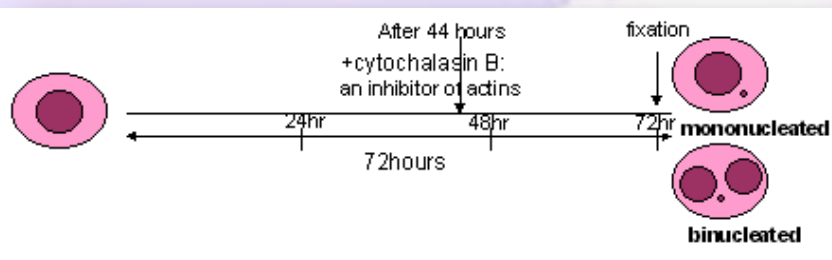 After 44 hours
fixation
+cytochalasin B:
an inhibitor of actins
24hr
48hr
72hr
mononucleated
72hours
binucleated